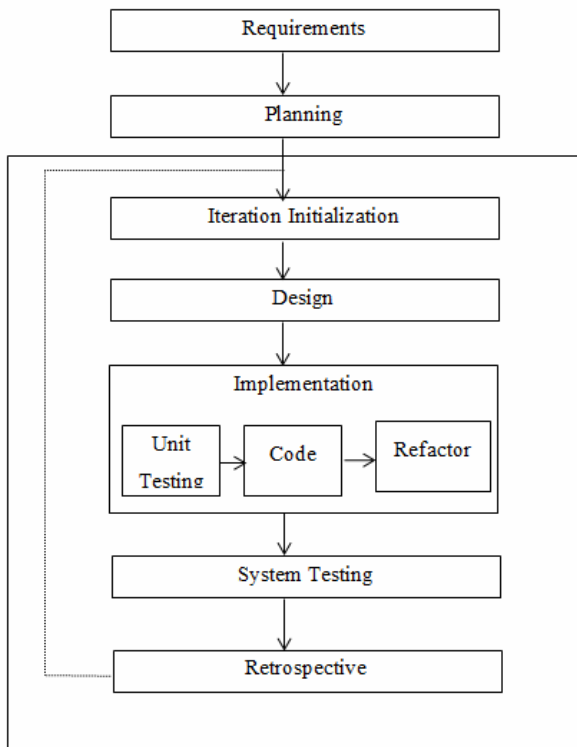 Requirements
Planning
Iteration Initialization
Design
Implementation
Unit
Testing
Code
Refactor
System Testing
Retrospective